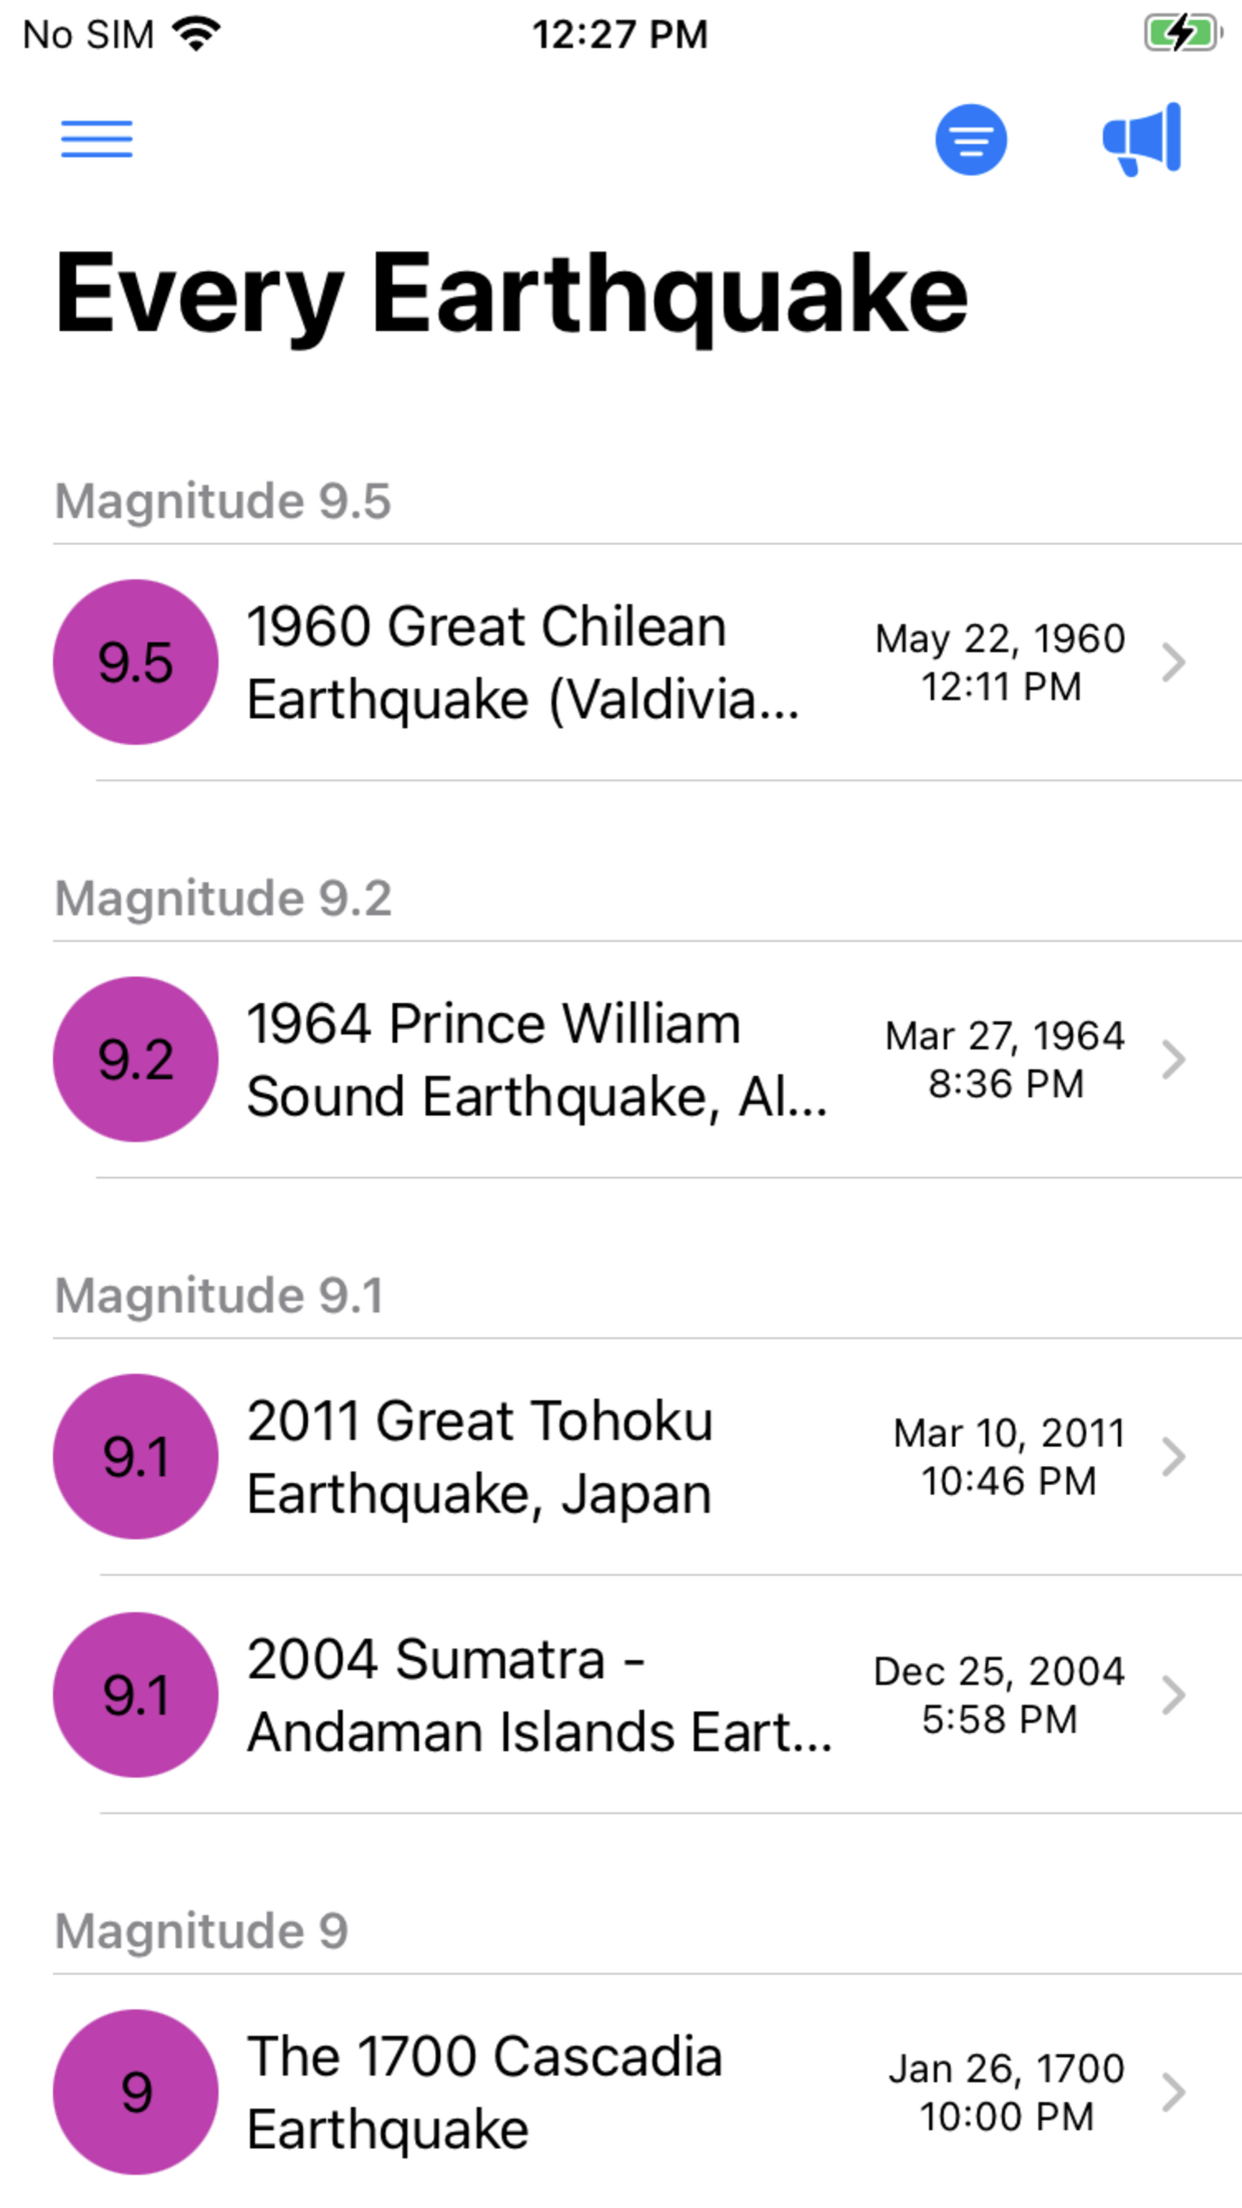 No SIM 12:27 PM
Every Earthquake
Magnitude 9.5
9.5
1960 Great Chilean
Earthquake (Valdivia...
May 22, 1960
12:11 PM
Magnitude 9.2
9.2
1964 Prince William
Sound Earthquake, Al...
Mar 27, 1964
8:36 PM
Magnitude 9.1
9.1
2011 Great Tohoku
Earthquake, Japan
Mar 10, 2011
10:46 PM
9.1
2004 Sumatra -
Andaman Islands Eart...
Dec 25, 2004
5:58 PM
Magnitude 9
9
The 1700 Cascadia
Earthquake
Jan 26, 1700
10:00 PM